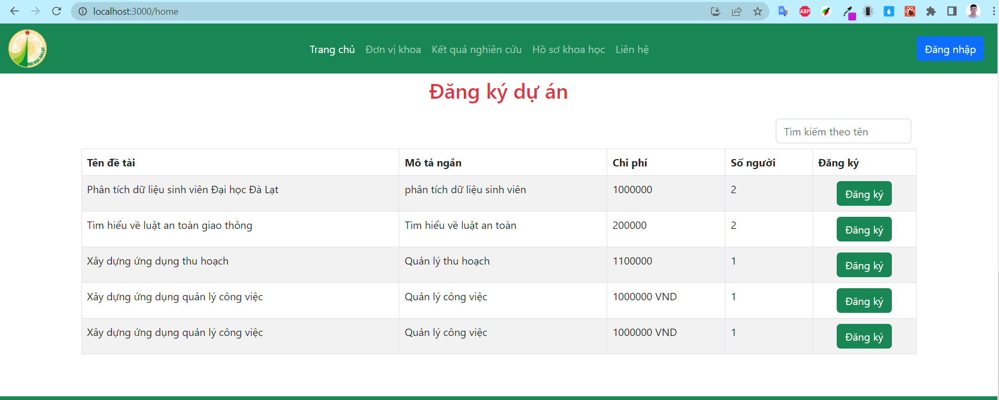 localhost:3000/home
ABP
ĐẠI HỌC ĐÀ LẠT
Trang chủ Đơn vị khoa Kết quả nghiên cứu Hồ sơ khoa học Liên hệ Đăng nhập
Đăng ký dự án
Tìm kiếm theo tên
Tên đề tài Mô tả ngắn Chi phí Số người Đăng ký
Phân tích dữ liệu sinh viên Đại học Đà Lạt phân tích dữ liệu sinh viên 1000000 2 Đăng ký
Tìm hiểu về luật an toàn giao thông Tìm hiểu về luật an toàn 200000 2 Đăng ký
Xây dựng ứng dụng thu hoạch Quản lý thu hoạch 1100000 1 Đăng ký
Xây dựng ứng dụng quản lý công việc Quản lý công việc 1000000 VND 1 Đăng ký
Xây dựng ứng dụng quản lý công việc Quản lý công việc 1000000 VND 1 Đăng ký